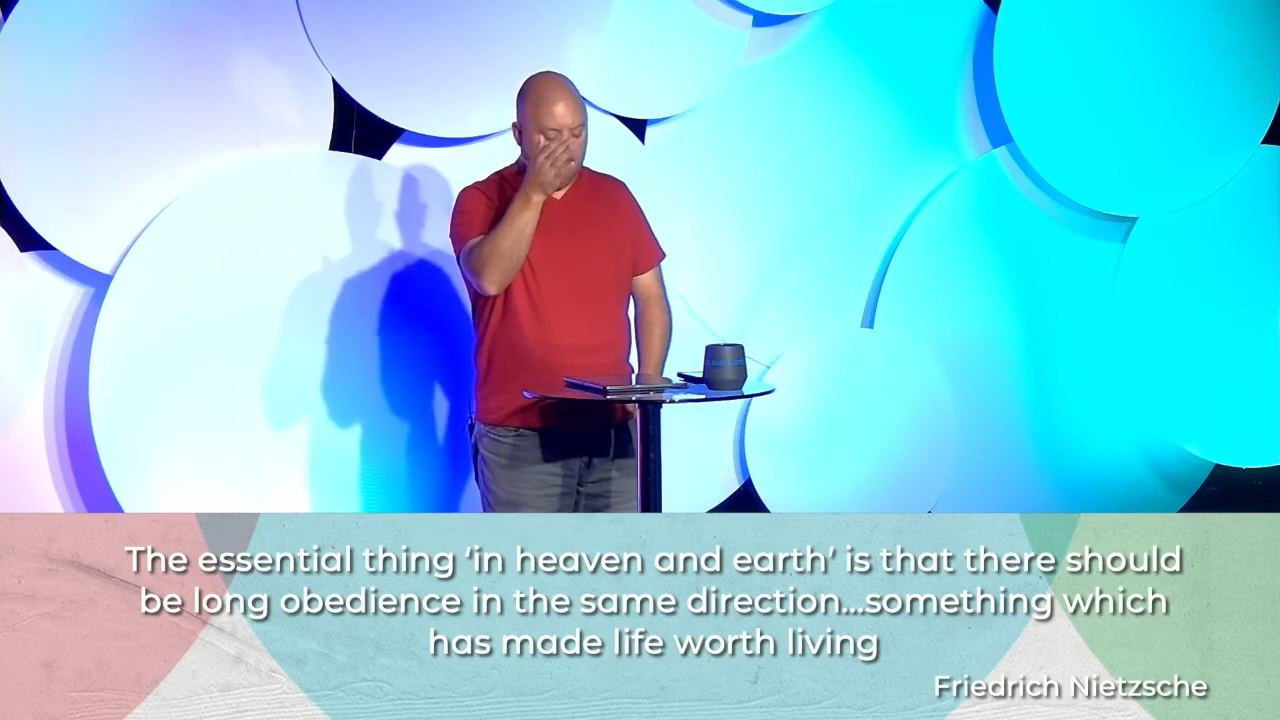 The essential thing ‘in heaven and earth’ is that there should
be long obedience in the same direction...something which
has made life worth living
Friedrich Nietzsche